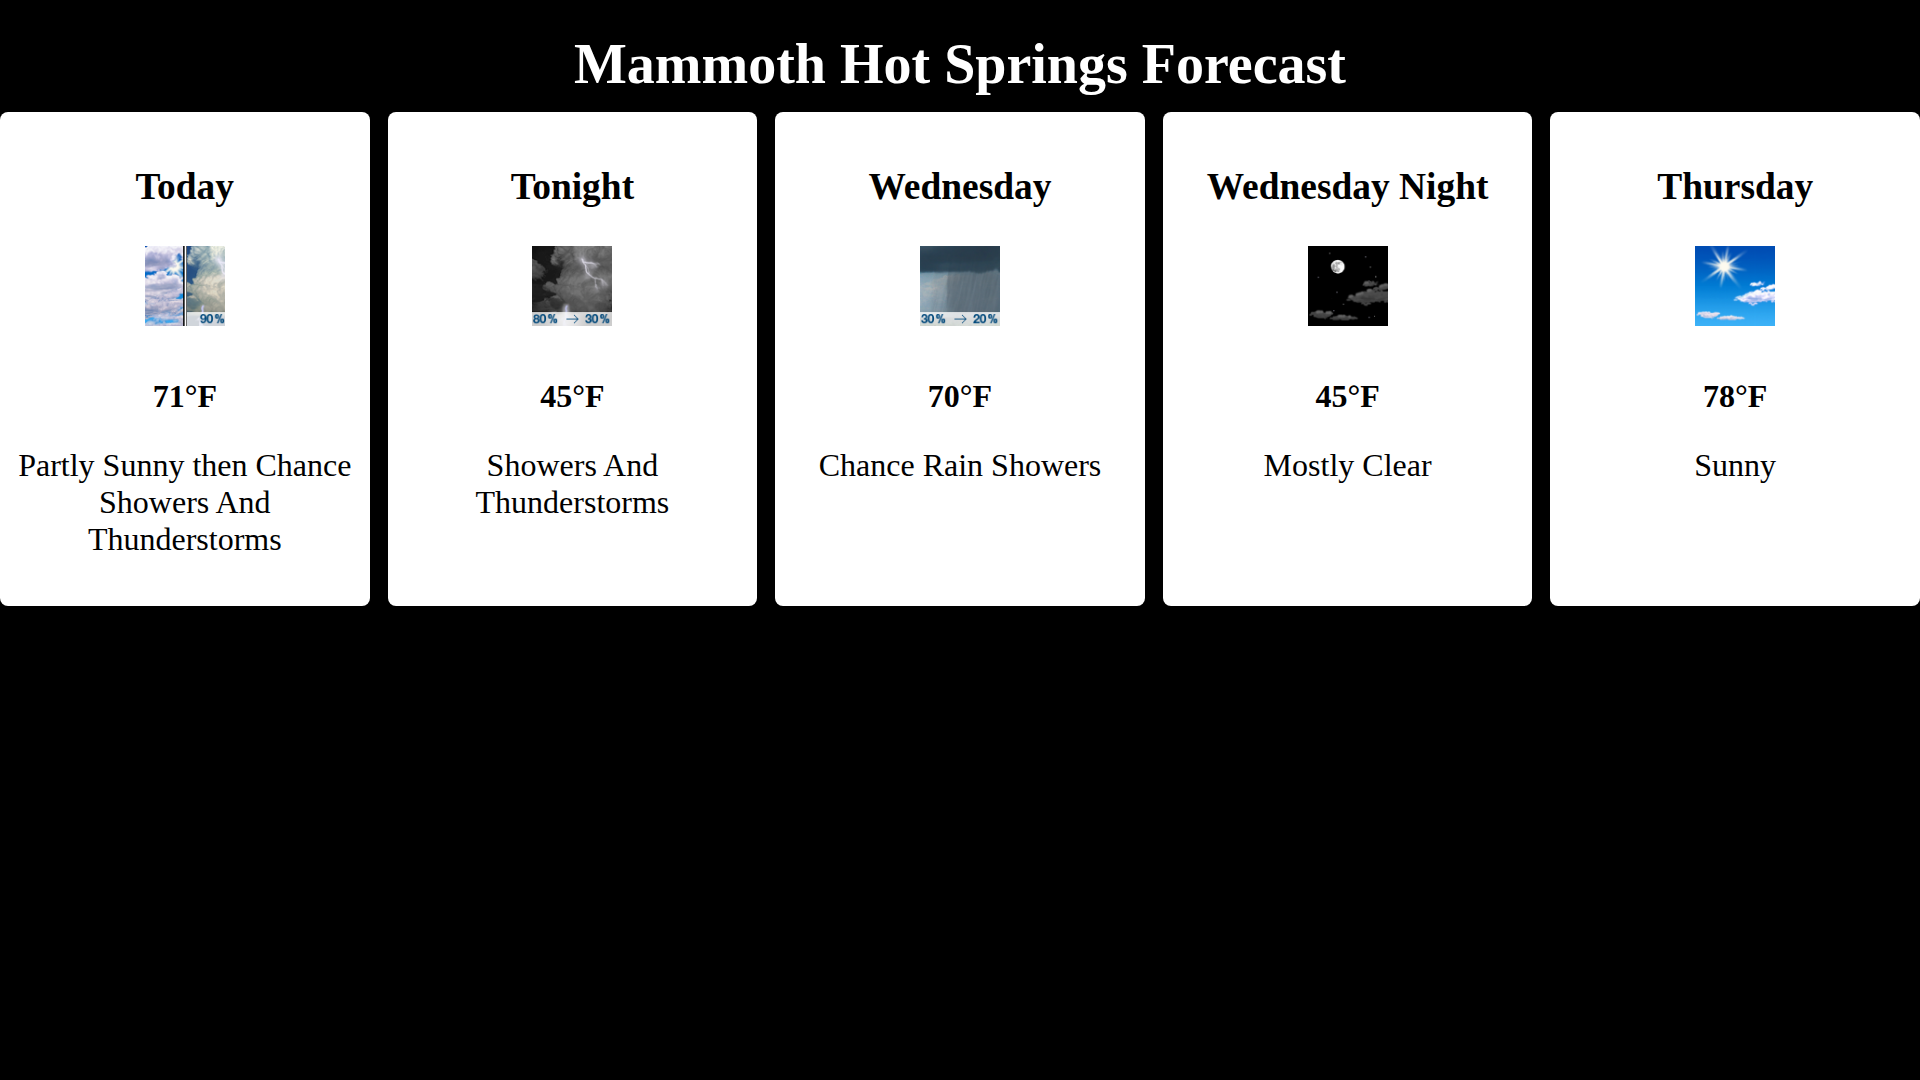 Mammoth Hot Springs Forecast
Today
90%
71°F
Partly Sunny then Chance
Showers And
Thunderstorms
Tonight
80% → 30%
45°F
Showers And
Thunderstorms
Wednesday
30% → 20%
70°F
Chance Rain Showers
Wednesday Night
45°F
Mostly Clear
Thursday
78°F
Sunny